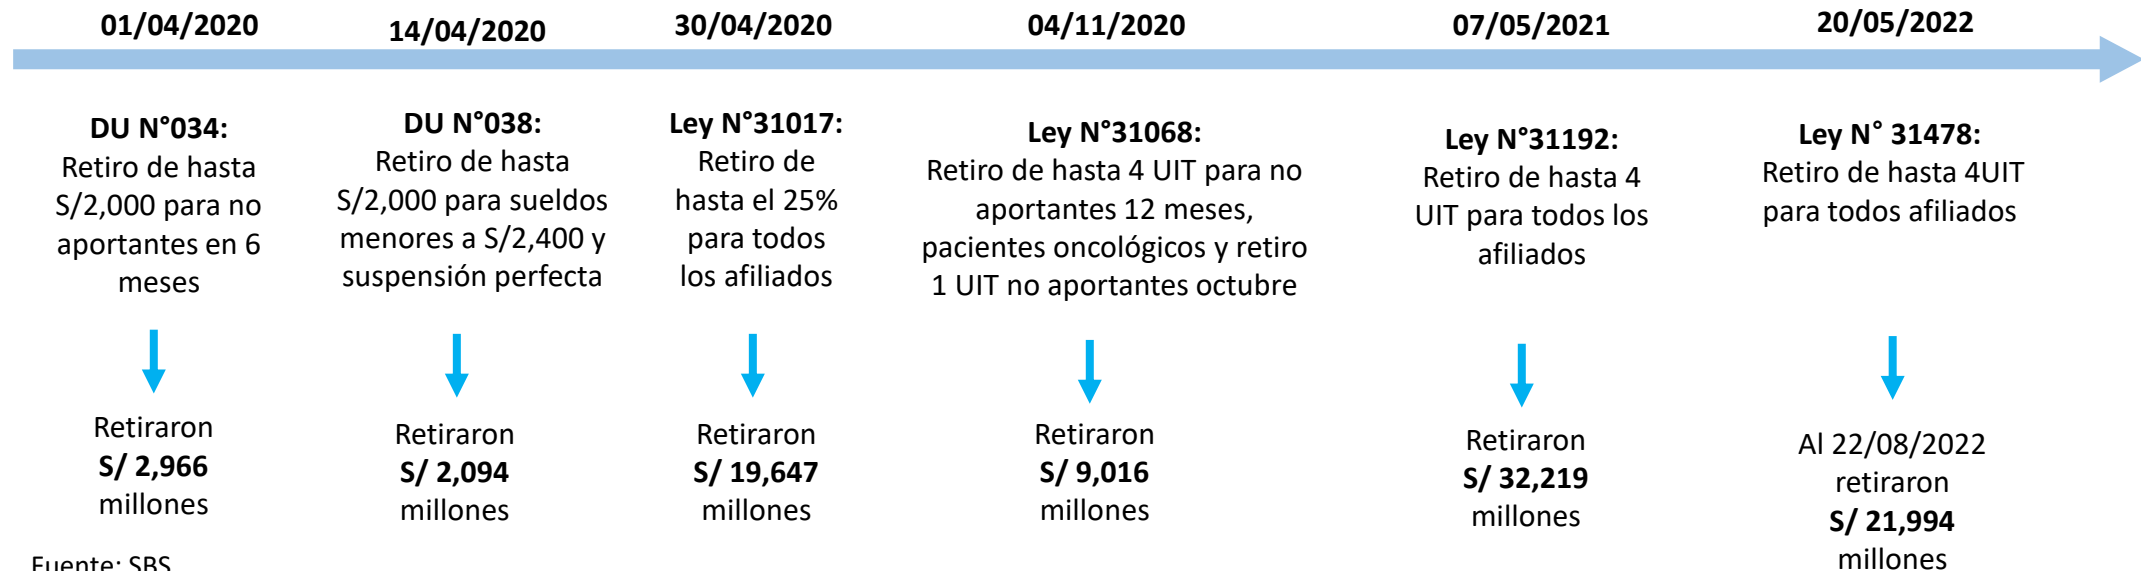 01/04/2020
14/04/2020
30/04/2020
04/11/2020
07/05/2021
20/05/2022
DU N°034:
Retiro de hasta
S/2,000 para no
aportantes en 6
meses
DU N°038:
Retiro de hasta
S/2,000 para sueldos
menores a S/2,400 y
suspensión perfecta
Ley N°31017:
Retiro de
hasta el 25%
para todos
los afiliados
Ley N°31068:
Retiro de hasta 4 UIT para no
aportantes 12 meses,
pacientes oncológicos y retiro
1 UIT no aportantes octubre
Ley N°31192:
Retiro de hasta 4
UIT para todos los
afiliados
Ley N° 31478:
Retiro de hasta 4UIT
para todos afiliados
Retiraron
S/ 2,966
millones
Retiraron
S/ 2,094
millones
Retiraron
S/ 19,647
millones
Retiraron
S/ 9,016
millones
Retiraron
S/ 32,219
millones
Al 22/08/2022
retiraron
S/ 21,994
millones
Fuente: SBS